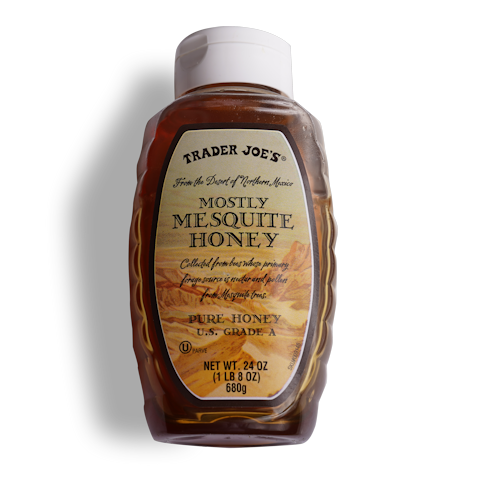 TRADER JOE'S®
From the Desert of Northern Mexico
MOSTLY
MESQUITE
HONEY
Collected from bees whose primary
forage source is nectar and pollen
from Mesquite trees.
PURE HONEY
U.S. GRADE A
U PARVE
NET WT. 24 OZ
(1 LB 8 OZ)
680g